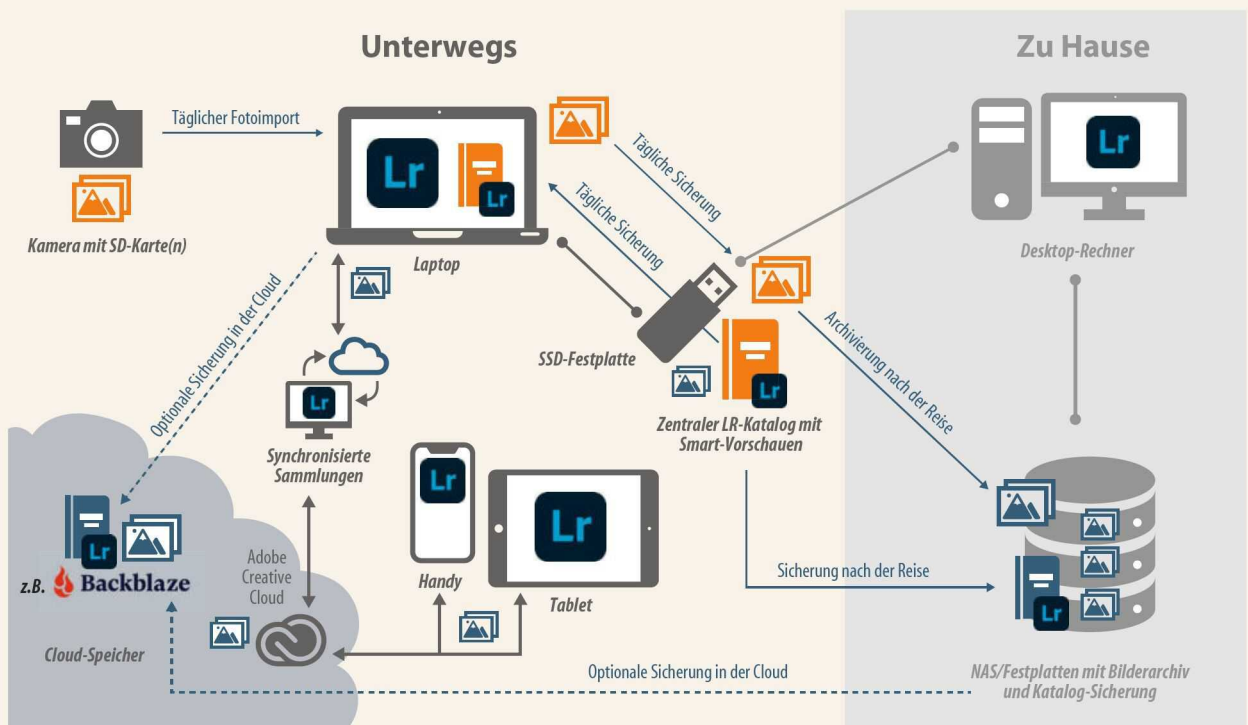 Unterwegs
Zu Hause
Täglicher Fotoimport
Kamera mit SD-Karte(n)
Lr
Lr
Laptop
Tägliche Sicherung
Tägliche Sicherung
Lr
Desktop-Rechner
SSD-Festplatte
Lr
Zentraler LR-Katalog mit
Smart-Vorschauen
Archivierung nach der Reise
Optionale Sicherung in der Cloud
Lr
Synchronisierte
Sammlungen
Lr
Handy
Lr
Tablet
Lr
z.B. Backblaze
Cloud-Speicher
Adobe
Creative
Cloud
Sicherung nach der Reise
Lr
Optionale Sicherung in der Cloud
NAS/Festplatten mit Bilderarchiv
und Katalog-Sicherung